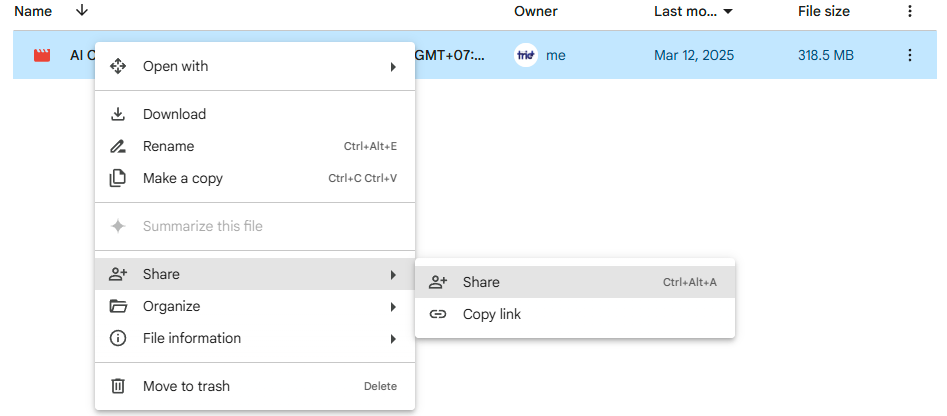 Name Owner Last mo... File size
AI C GMT+07:... trid me Mar 12, 2025 318.5 MB
Open with
Download
Rename Ctrl+Alt+E
Make a copy Ctrl+C Ctrl+V
Summarize this file
Share
Share Ctrl+Alt+A
Organize
Copy link
File information
Move to trash Delete